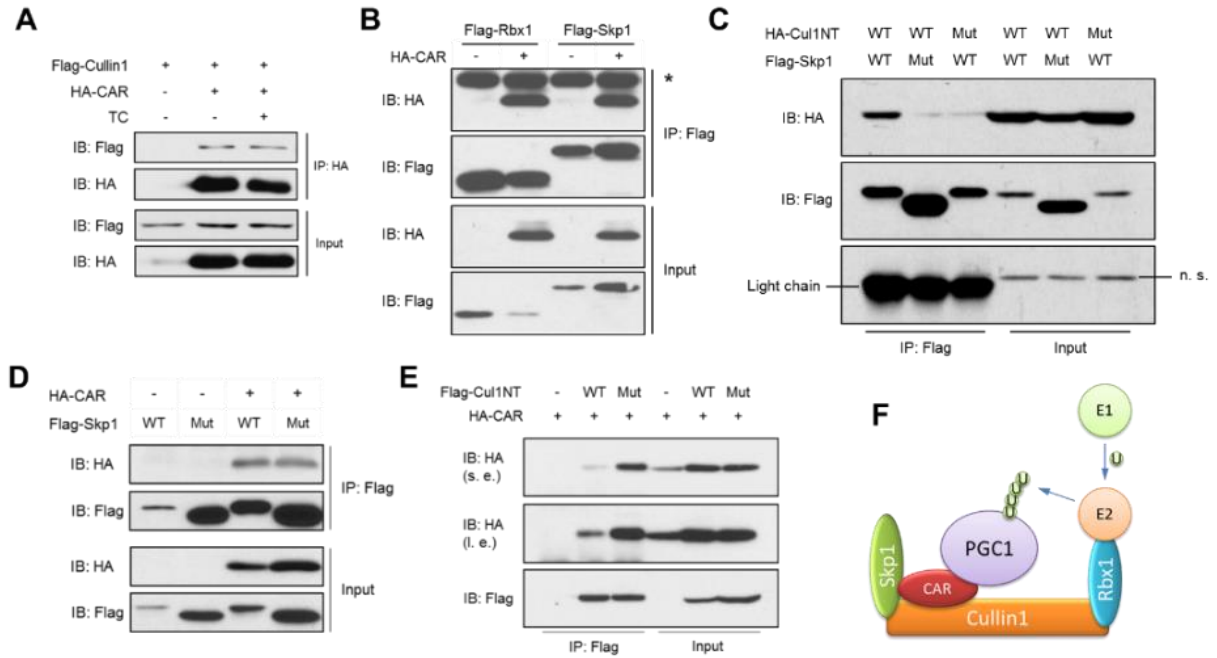 A
Flag-Cullin1 + + +
HA-CAR - + +
TC - - +
IB: Flag
IB: HA
IP: HA
IB: Flag
IB: HA
Input
B
Flag-Rbx1 Flag-Skp1
HA-CAR - + - +
*
IB: HA
IB: Flag
IP: Flag
IB: HA
IB: Flag
Input
C
HA-Cul1NT WT WT Mut WT WT Mut
Flag-Skp1 WT Mut WT WT Mut WT
IB: HA
IB: Flag
Light chain
n. s.
IP: Flag Input
D
HA-CAR - - + +
Flag-Skp1 WT Mut WT Mut
IB: HA
IB: Flag
IP: Flag
IB: HA
IB: Flag
Input
E
Flag-Cul1NT - WT Mut - WT Mut
HA-CAR + + + + + +
IB: HA
(s. e.)
IB: HA
(l. e.)
IB: Flag
IP: Flag Input
F
E1
U
U
U
U
U
E2
PGC1
Skp1
CAR
Rbx1
Cullin1